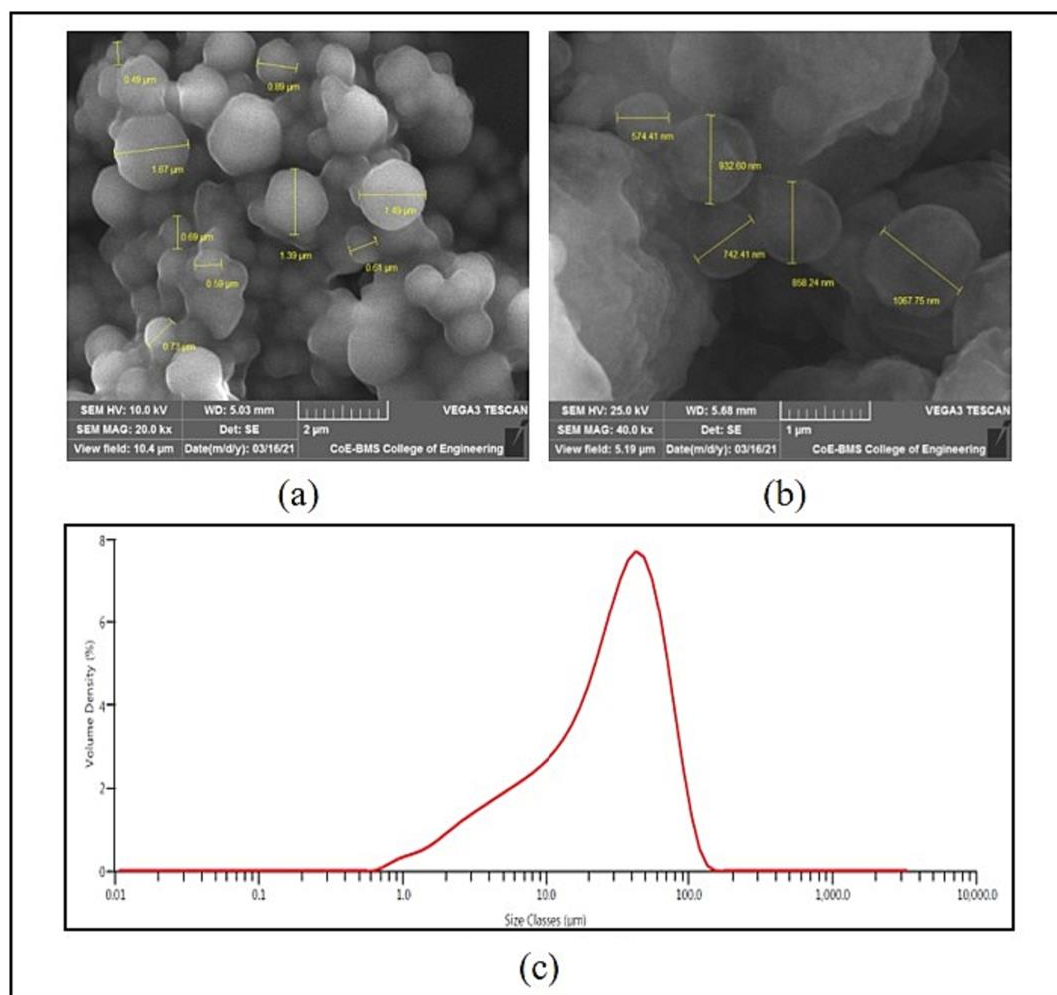 0.49 µm
0.89 µm
1.67 µm
1.49 µm
0.69 µm
1.39 µm
0.61 µm
0.59 µm
0.73 µm
SEM HV: 10.0 kV WD: 5.03 mm VEGA3 TESCAN
SEM MAG: 20.0 kx Det: SE 2 µm
View field: 10.4 µm Date(m/d/y): 03/16/21 CoE-BMS College of Engineering
(a)
574.41 nm
932.60 nm
742.41 nm
858.24 nm
1067.75 nm
SEM HV: 25.0 kV WD: 5.68 mm VEGA3 TESCAN
SEM MAG: 40.0 kx Det: SE 1 µm
View field: 5.19 µm Date(m/d/y): 03/16/21 CoE-BMS College of Engineering
(b)
Volume Density (%)
8
6
4
2
0
0.01 0.1 1.0 10.0 100.0 1,000.0 10,000.0
Size Classes (µm)
(c)